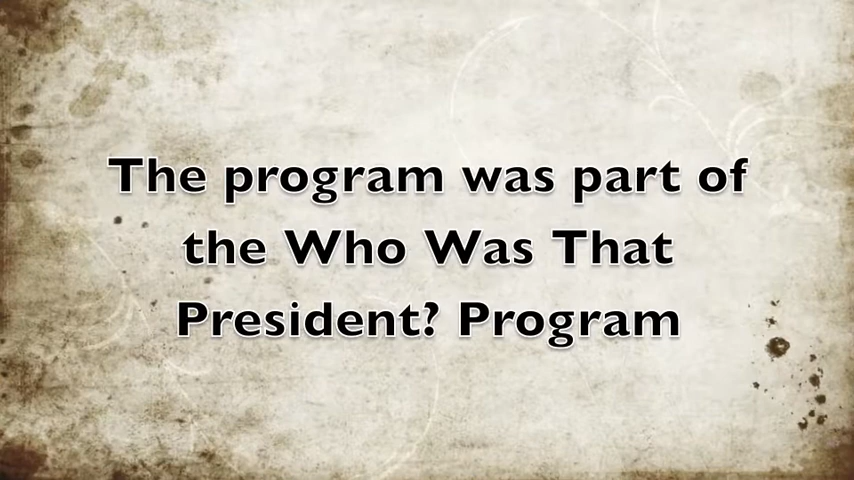 The program was part of
the Who Was That
President? Program